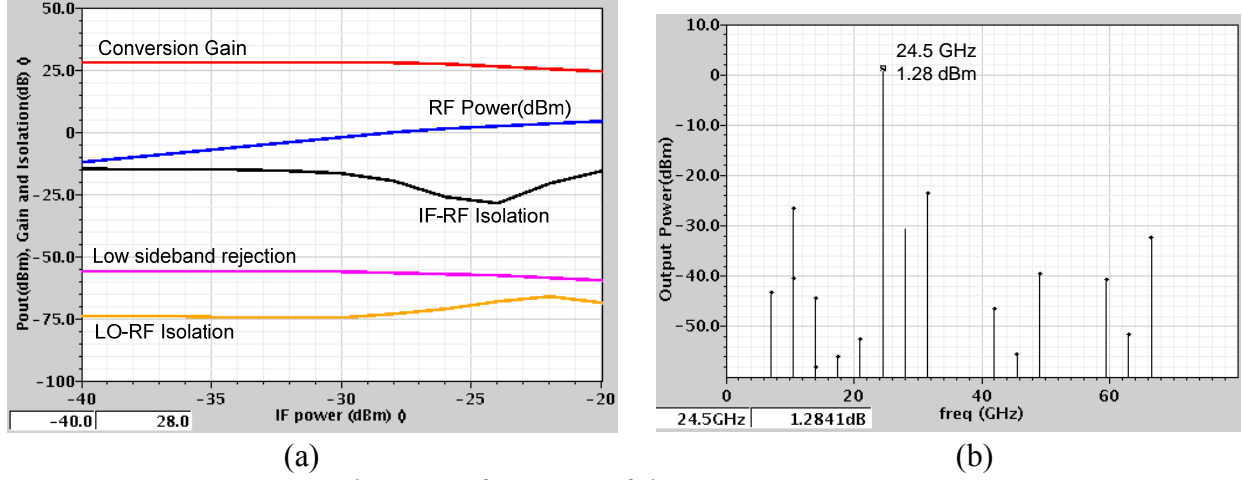 50.0
25.0
0
-25.0
-50.0
-75.0
-100
Pout(dBm), Gain and Isolation(dB) ◊
Conversion Gain
RF Power(dBm)
IF-RF Isolation
Low sideband rejection
LO-RF Isolation
-40 -35 -30 -25 -20
IF power (dBm) ◊
-40.0 28.0
(a)
10.0
0
-10.0
-20.0
-30.0
-40.0
-50.0
Output Power(dBm)
24.5 GHz
1.28 dBm
0 20 40 60
freq (GHz)
24.5GHz 1.2841dB
(b)